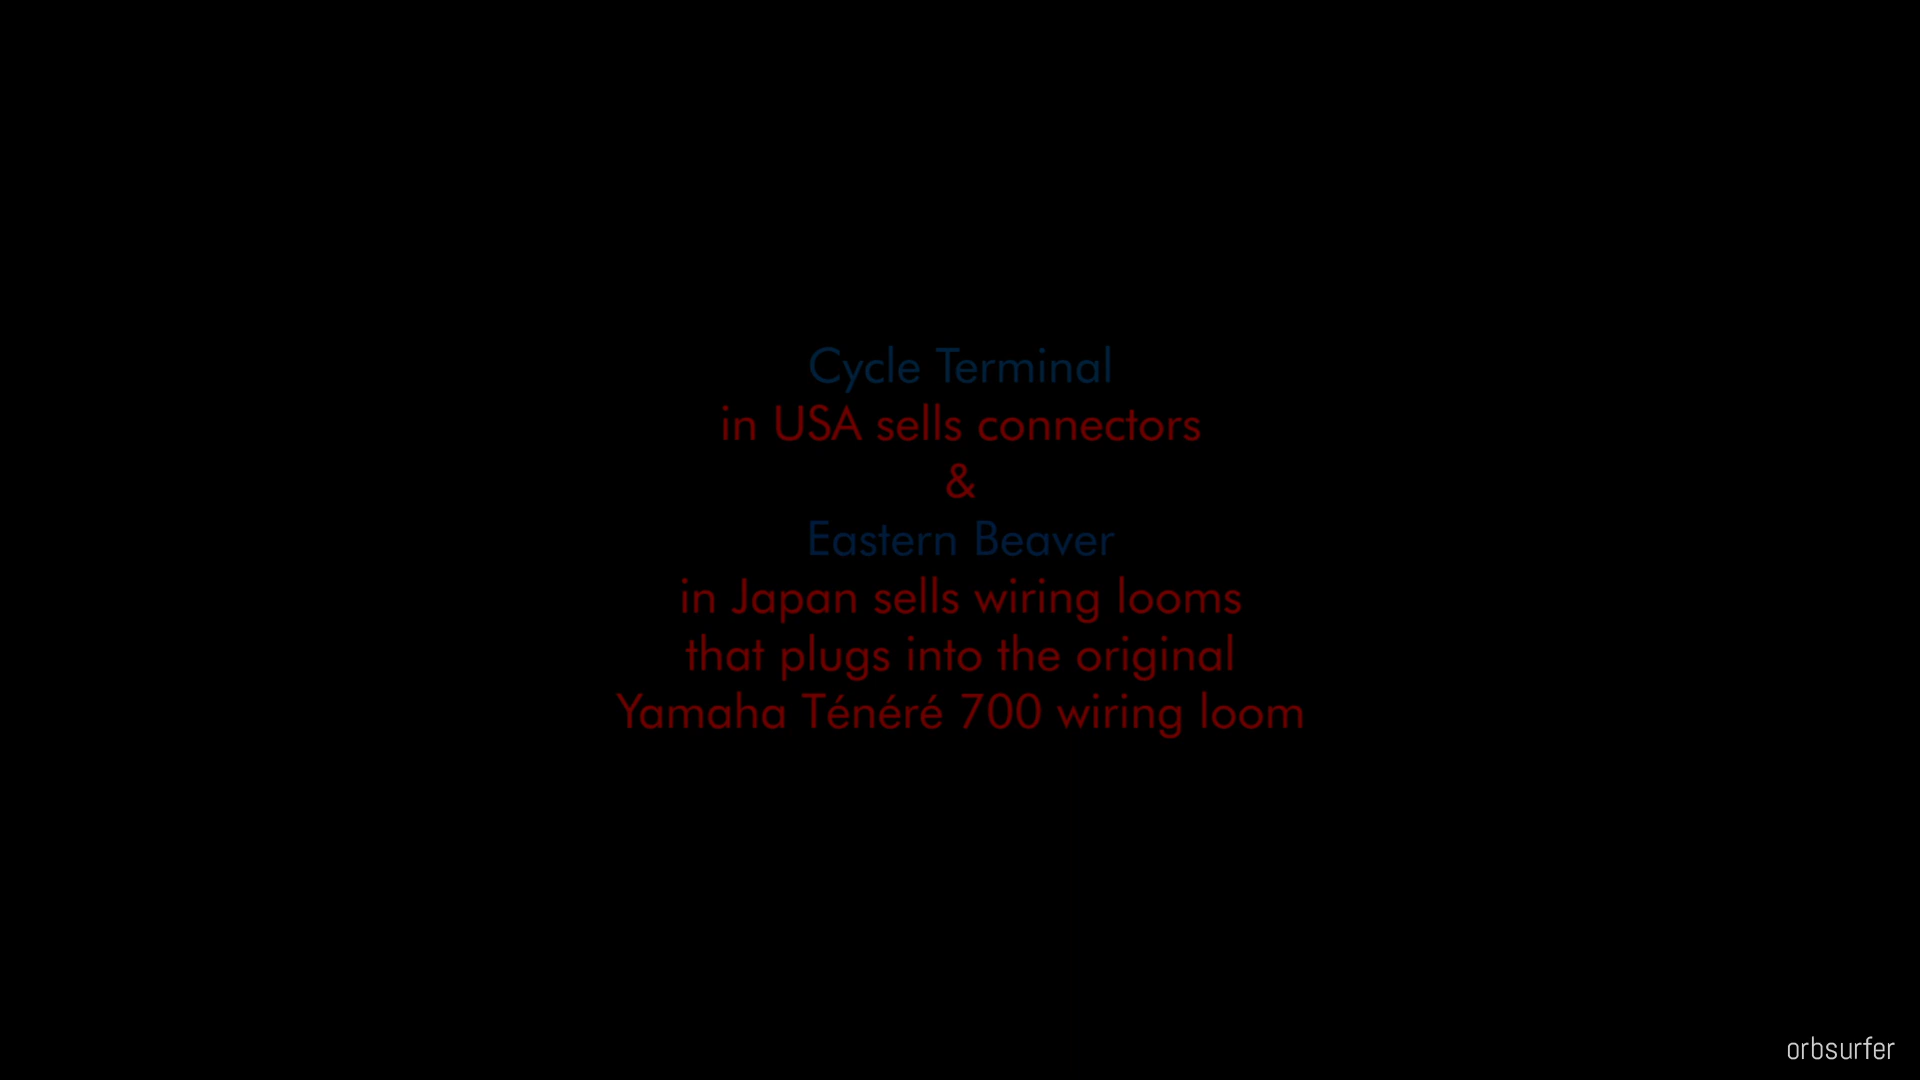 Cycle Terminal
in USA sells connectors
&
Eastern Beaver
in Japan sells wiring looms
that plugs into the original
Yamaha Ténéré 700 wiring loom
orbsurfer